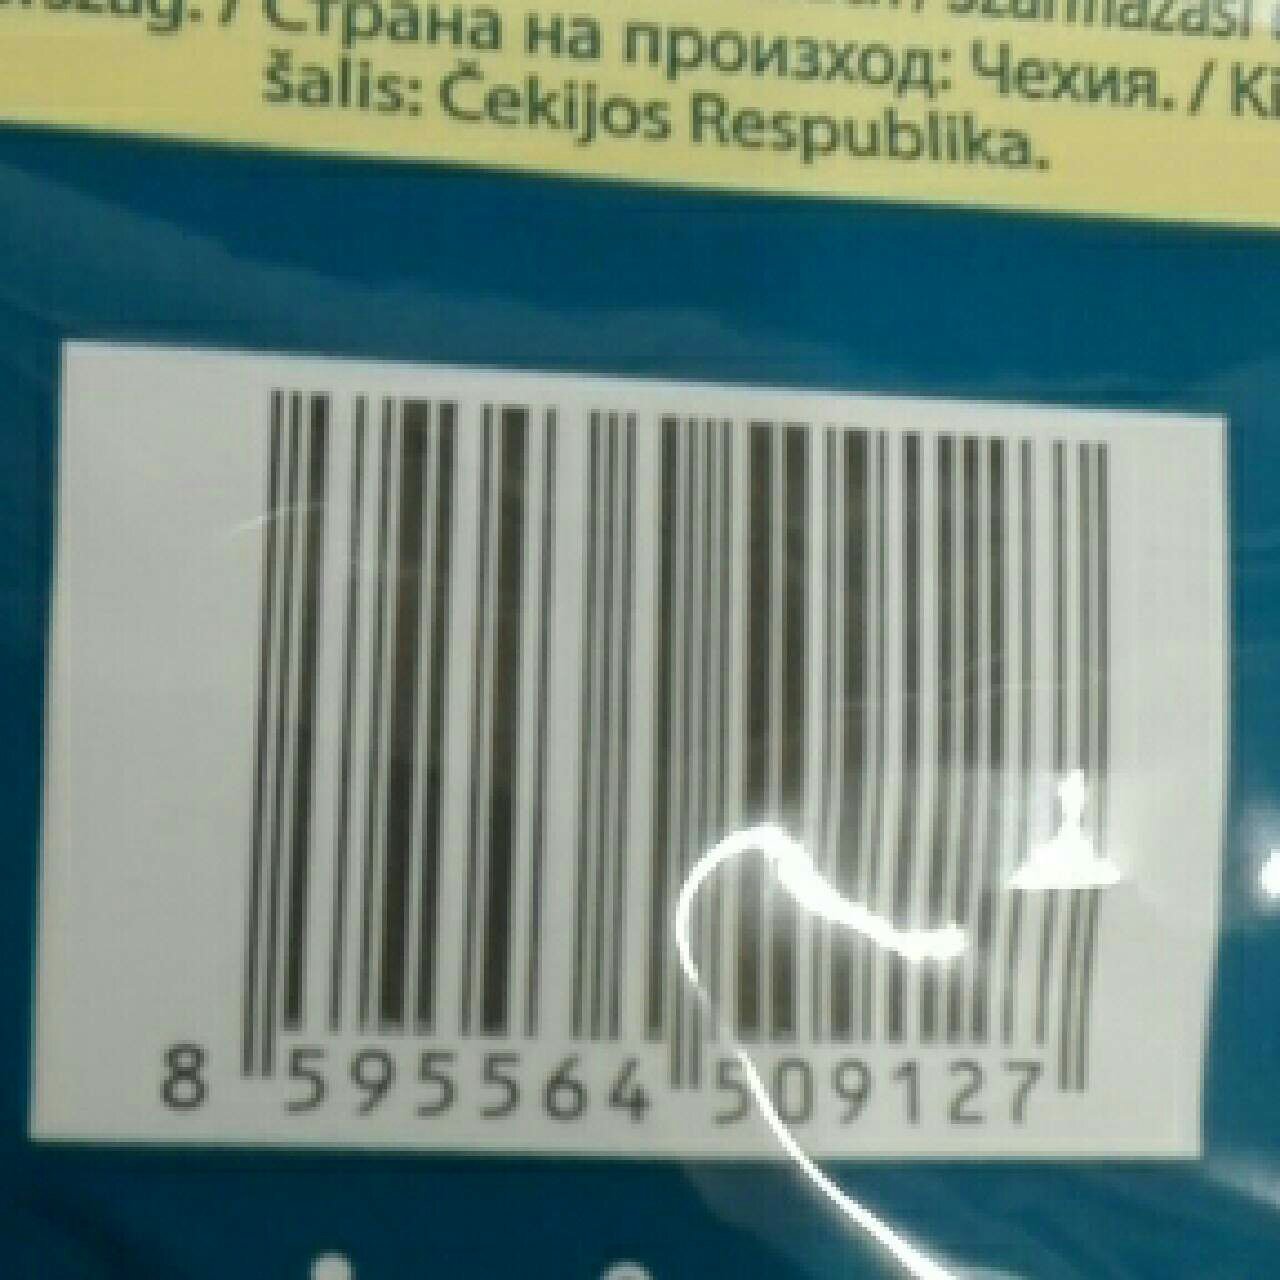 / Страна на произход: Чехия. /
šalis: Čekijos Respublika.
8 595564 509127